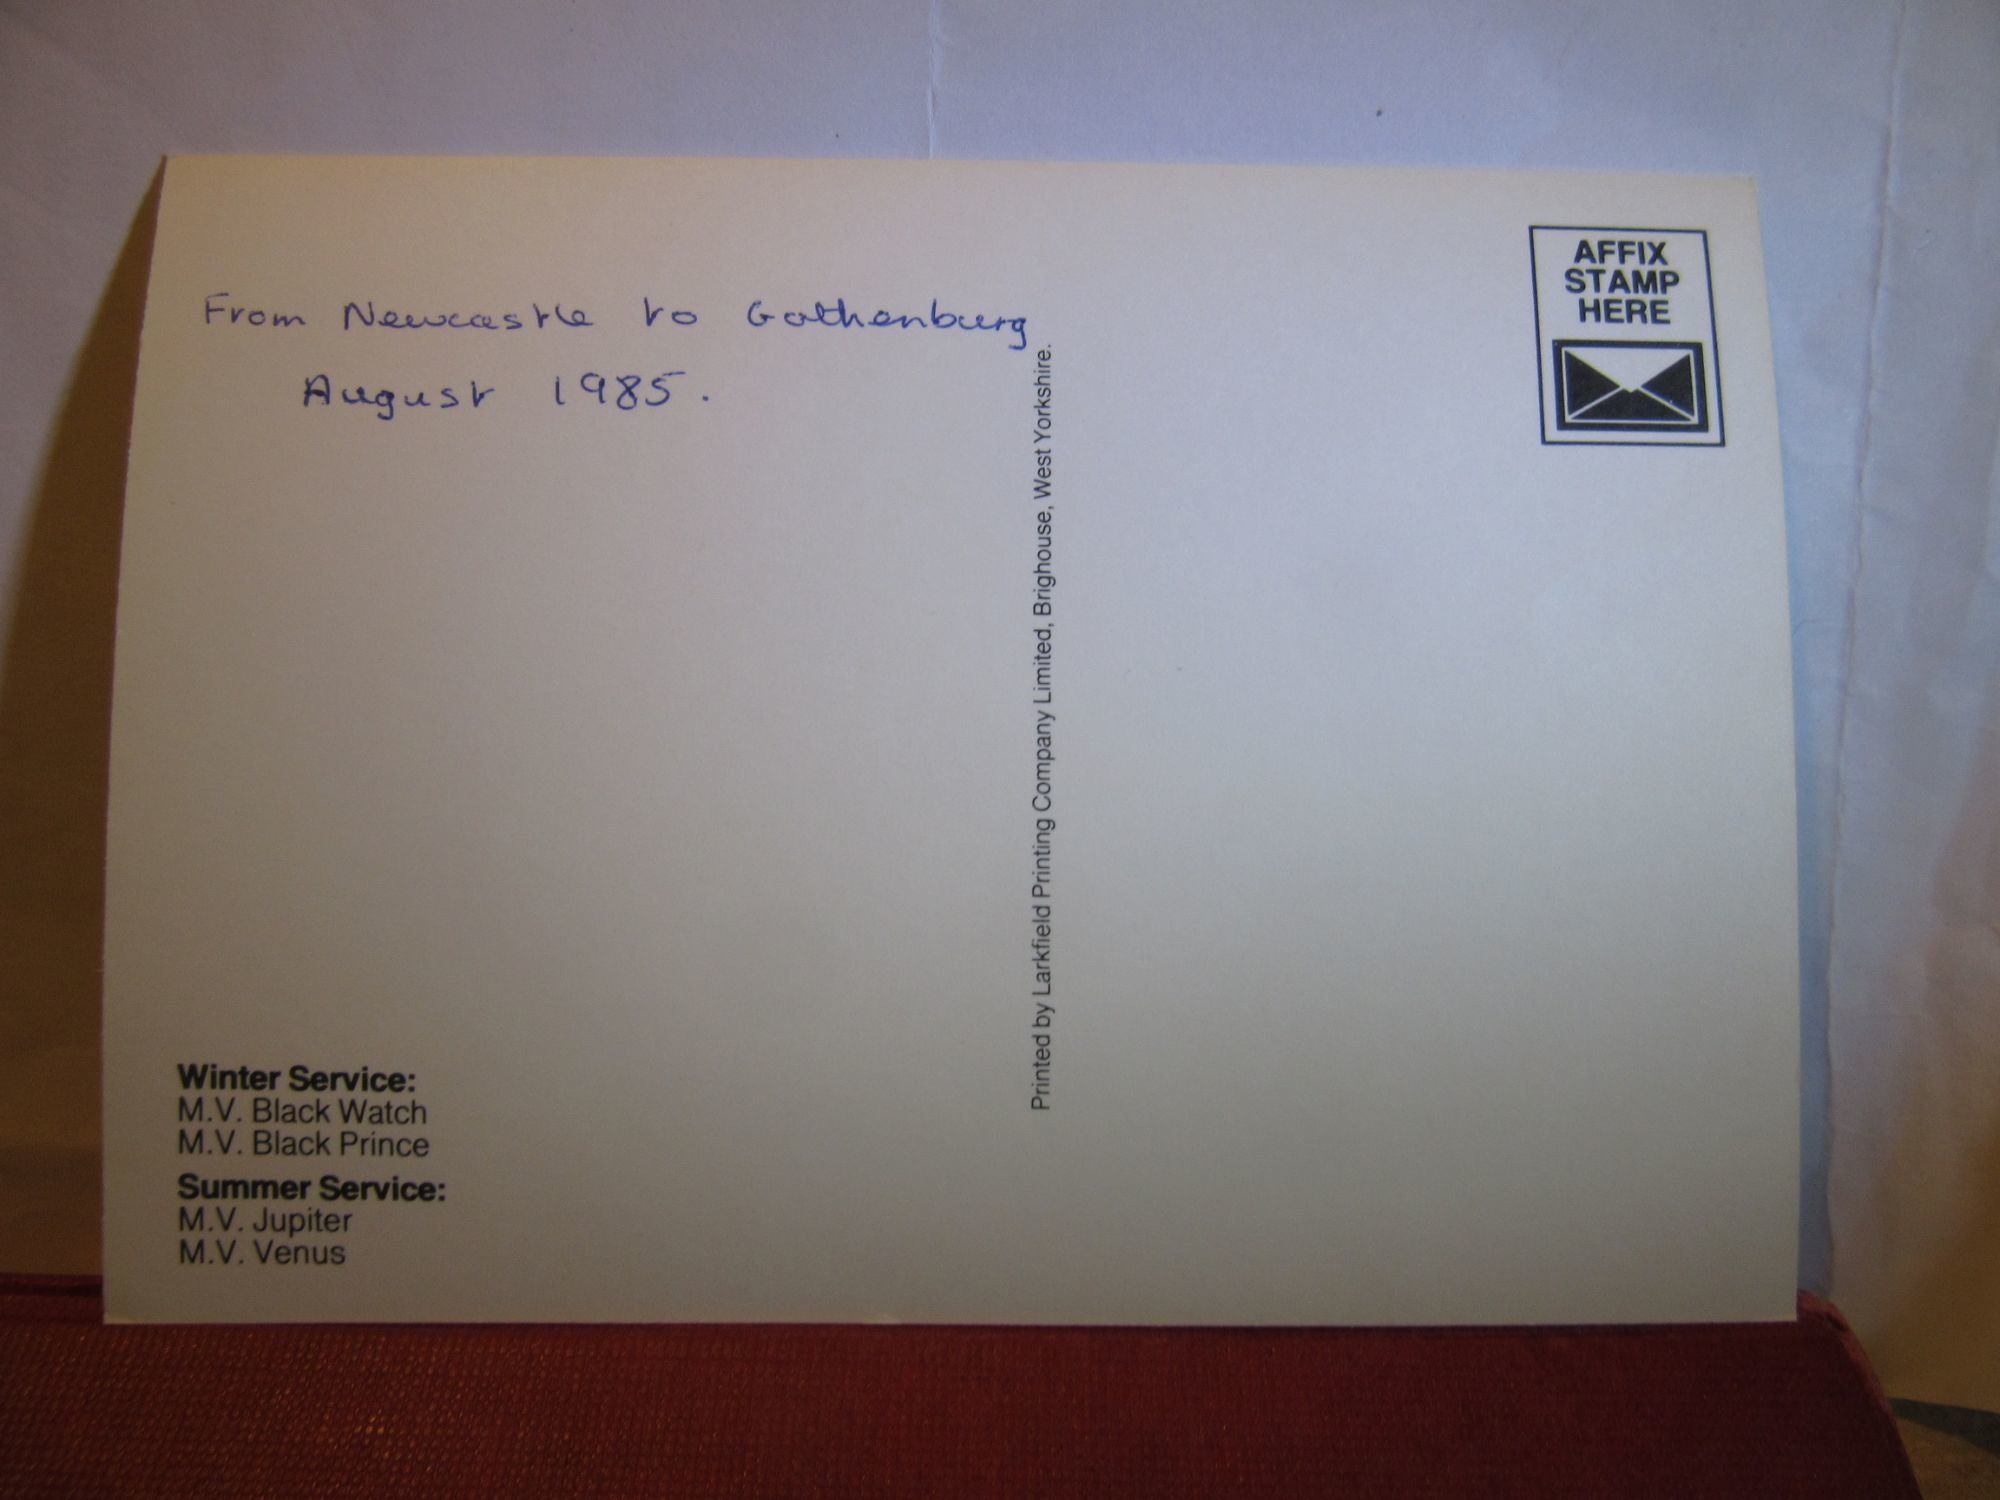 From Newcastle to Gothenburg
August 1985.
AFFIX
STAMP
HERE
Printed by Larkfield Printing Company Limited, Brighouse, West Yorkshire.
Winter Service:
M.V. Black Watch
M.V. Black Prince
Summer Service:
M.V. Jupiter
M.V. Venus